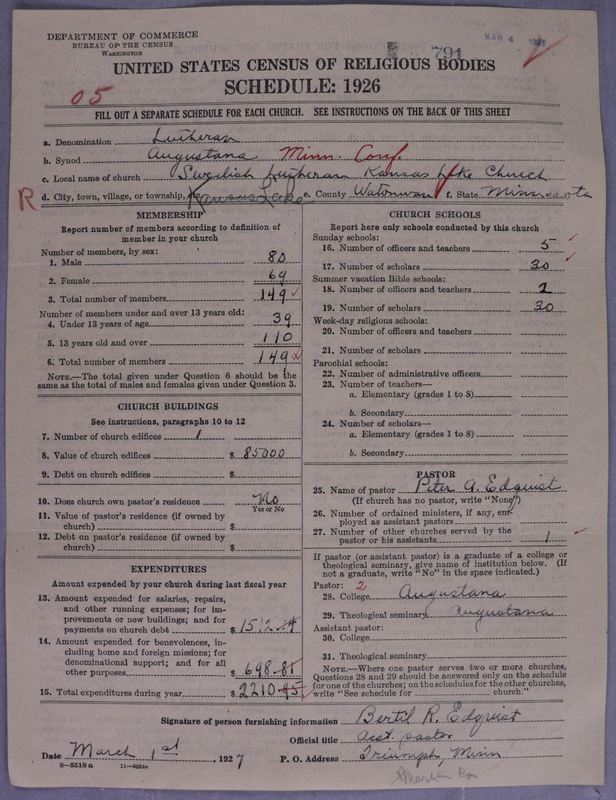 DEPARTMENT OF COMMERCE
BUREAU OF THE CENSUS
WASHINGTON
791
MAR 4 192
UNITED STATES CENSUS OF RELIGIOUS BODIES
SCHEDULE: 1926
05
FILL OUT A SEPARATE SCHEDULE FOR EACH CHURCH. SEE INSTRUCTIONS ON THE BACK OF THIS SHEET
a. Denomination Lutheran
b. Synod Augustana Minn. Conf.
c. Local name of church Swedish Lutheran Kansas Lake Church
R d. City, town, village, or township, Kansas Lake e. County Watonwan f. State Minnesota
MEMBERSHIP
Report number of members according to definition of
member in your church
Number of members, by sex:
1. Male 80
2. Female 69
3. Total number of members 149
Number of members under and over 13 years old:
4. Under 13 years of age 39
5. 13 years old and over 110
6. Total number of members 149
NOTE.—The total given under Question 6 should be the
same as the total of males and females given under Question 3.
CHURCH BUILDINGS
See instructions, paragraphs 10 to 12
7. Number of church edifices 1
8. Value of church edifices $ 85000
9. Debt on church edifices $
10. Does church own pastor's residence No
Yes or No
11. Value of pastor's residence (if owned by
church) $
12. Debt on pastor's residence (if owned by
church) $
EXPENDITURES
Amount expended by your church during last fiscal year
13. Amount expended for salaries, repairs,
and other running expenses; for im-
provements or new buildings; and for
payments on church debt $ 1512
14. Amount expended for benevolences, in-
cluding home and foreign missions; for
denominational support; and for all
other purposes $ 698.81
15. Total expenditures during year $ 2210.95
CHURCH SCHOOLS
Report here only schools conducted by this church
Sunday schools:
16. Number of officers and teachers 5
17. Number of scholars 30
Summer vacation Bible schools:
18. Number of officers and teachers 2
19. Number of scholars 30
Week-day religious schools:
20. Number of officers and teachers
21. Number of scholars
Parochial schools:
22. Number of administrative officers
23. Number of teachers—
a. Elementary (grades 1 to 8)
b. Secondary
24. Number of scholars—
a. Elementary (grades 1 to 8)
b. Secondary
PASTOR
25. Name of pastor Peter A. Edquist
(If church has no pastor, write "None")
26. Number of ordained ministers, if any, em-
ployed as assistant pastors
27. Number of other churches served by the
pastor or his assistants 1
If pastor (or assistant pastor) is a graduate of a college or
theological seminary, give name of institution below. (If
not a graduate, write "No" in the space indicated.)
Pastor: 2
28. College Augustana
29. Theological seminary Augustana
Assistant pastor:
30. College
31. Theological seminary
NOTE.—Where one pastor serves two or more churches,
Questions 28 and 29 should be answered only on the schedule
for one of the churches; on the schedules for the other churches,
write "See schedule for church."
Signature of person furnishing information Bertil R. Edquist
Official title Asst. pastor
Date March 1st 1927 P. O. Address Triumph, Minn
8—5518a 11—9034a
Martin Co